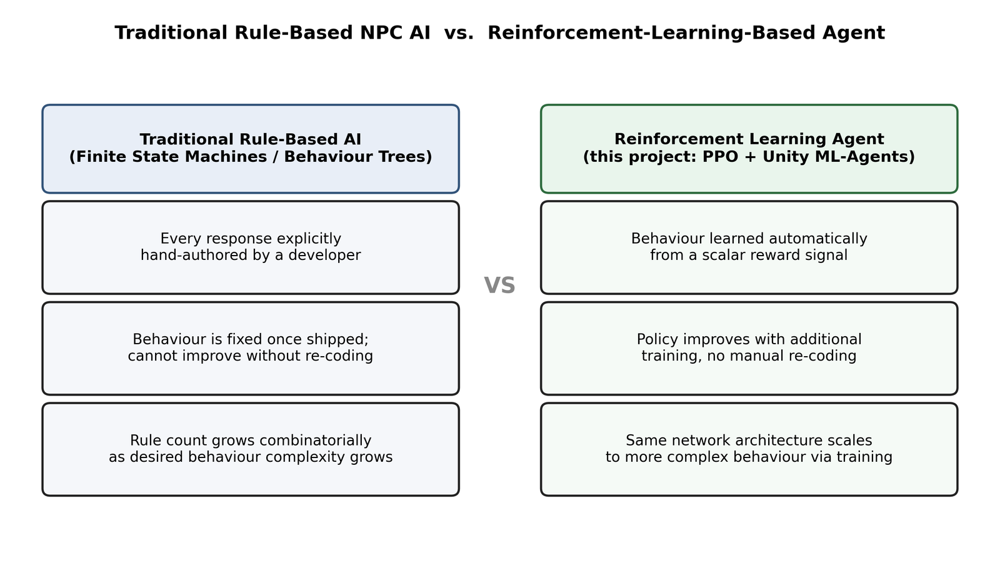 Traditional Rule-Based NPC AI  vs.  Reinforcement-Learning-Based Agent
Traditional Rule-Based AI
(Finite State Machines / Behaviour Trees)
Every response explicitly
hand-authored by a developer
Behaviour is fixed once shipped;
cannot improve without re-coding
Rule count grows combinatorially
as desired behaviour complexity grows
VS
Reinforcement Learning Agent
(this project: PPO + Unity ML-Agents)
Behaviour learned automatically
from a scalar reward signal
Policy improves with additional
training, no manual re-coding
Same network architecture scales
to more complex behaviour via training